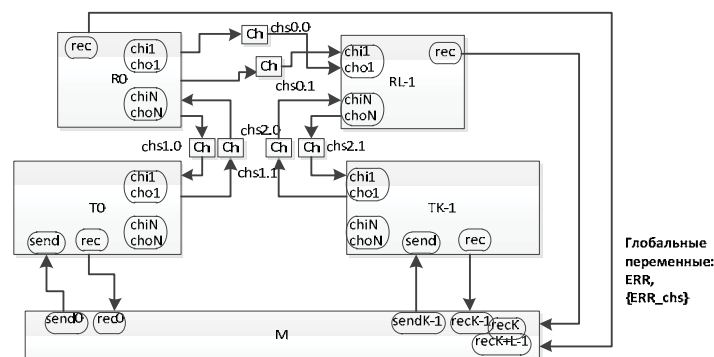 rec
chi1
cho1
R0
chiN
choN
Ch
chs0.0
Ch
chs0.1
chi1
cho1
rec
RL-1
chiN
choN
chs1.0
Ch
Ch
chs2.0
chs1.1
Ch
Ch
chs2.1
chi1
cho1
T0
chiN
choN
send
rec
chi1
cho1
TK-1
chiN
choN
send
rec
Глобальные
переменные:
ERR,
{ERR_chs}
send0
rec0
M
sendK-1
recK-1
recK
recK+L-1